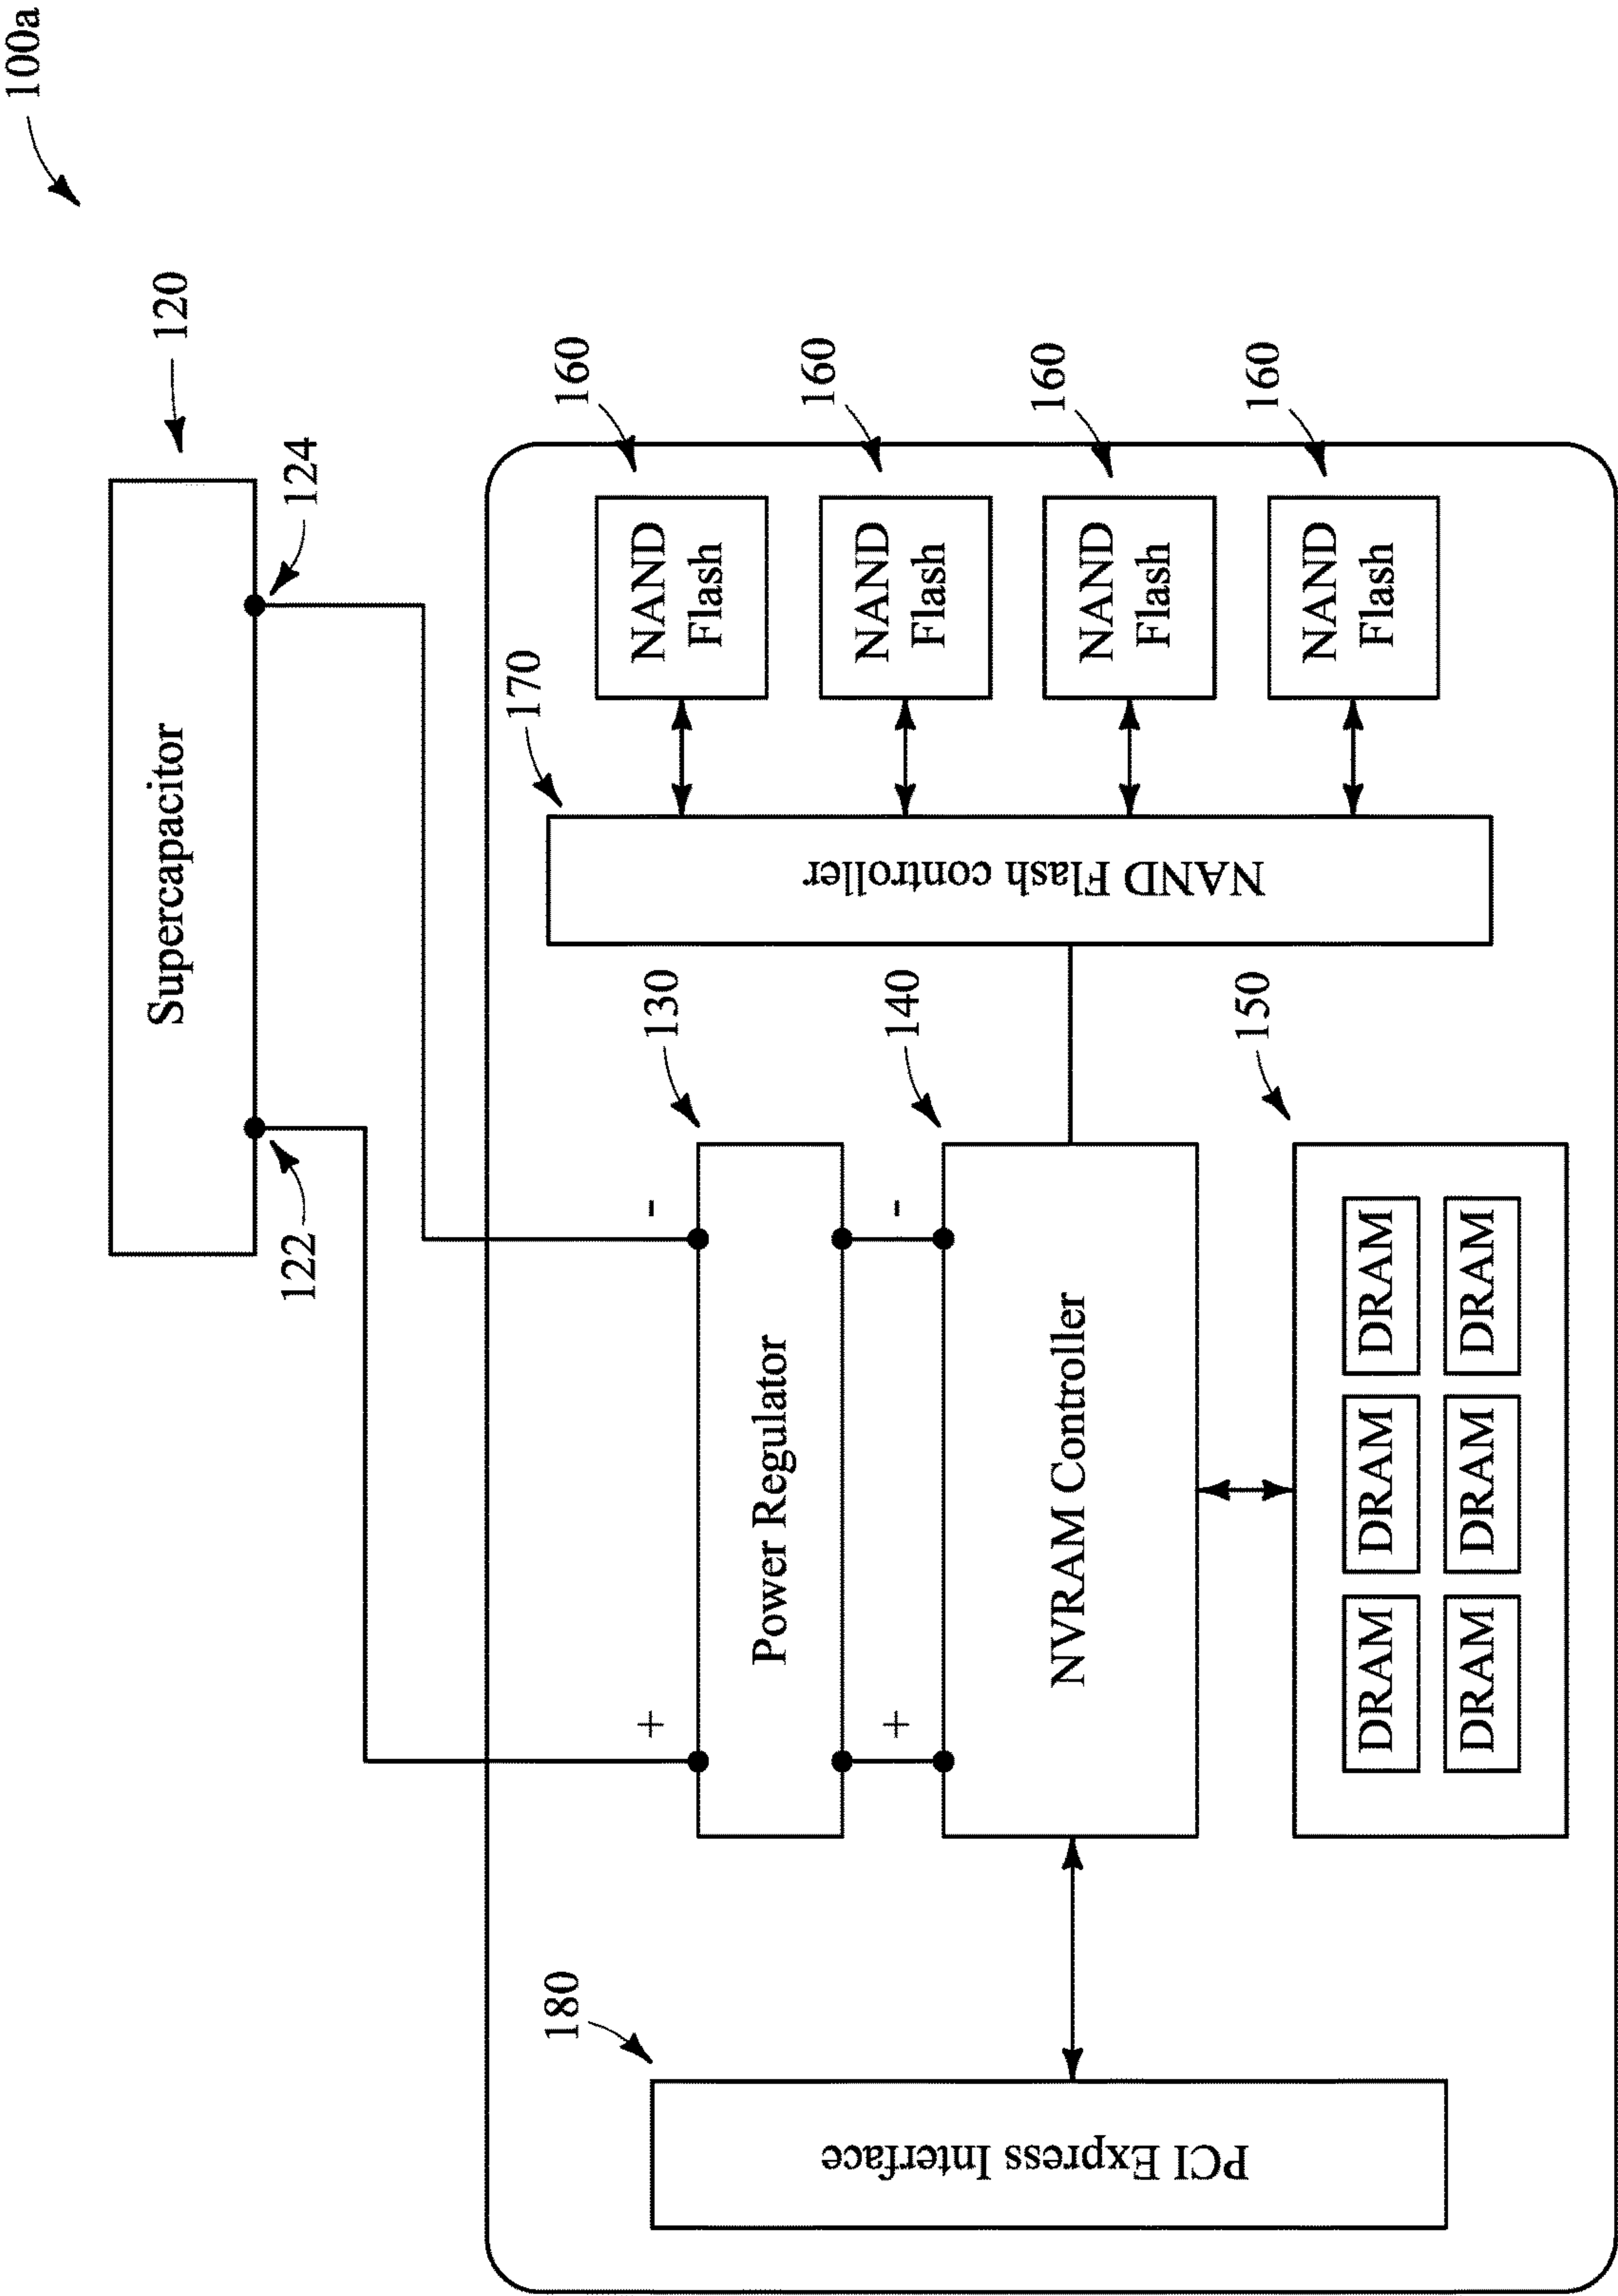 100a
120
Supercapacitor
122
124
130
Power Regulator
+
-
+
-
140
NVRAM Controller
150
DRAM
DRAM
DRAM
DRAM
DRAM
DRAM
160
NAND
Flash
160
NAND
Flash
160
NAND
Flash
160
NAND
Flash
170
NAND Flash controller
180
PCI Express Interface